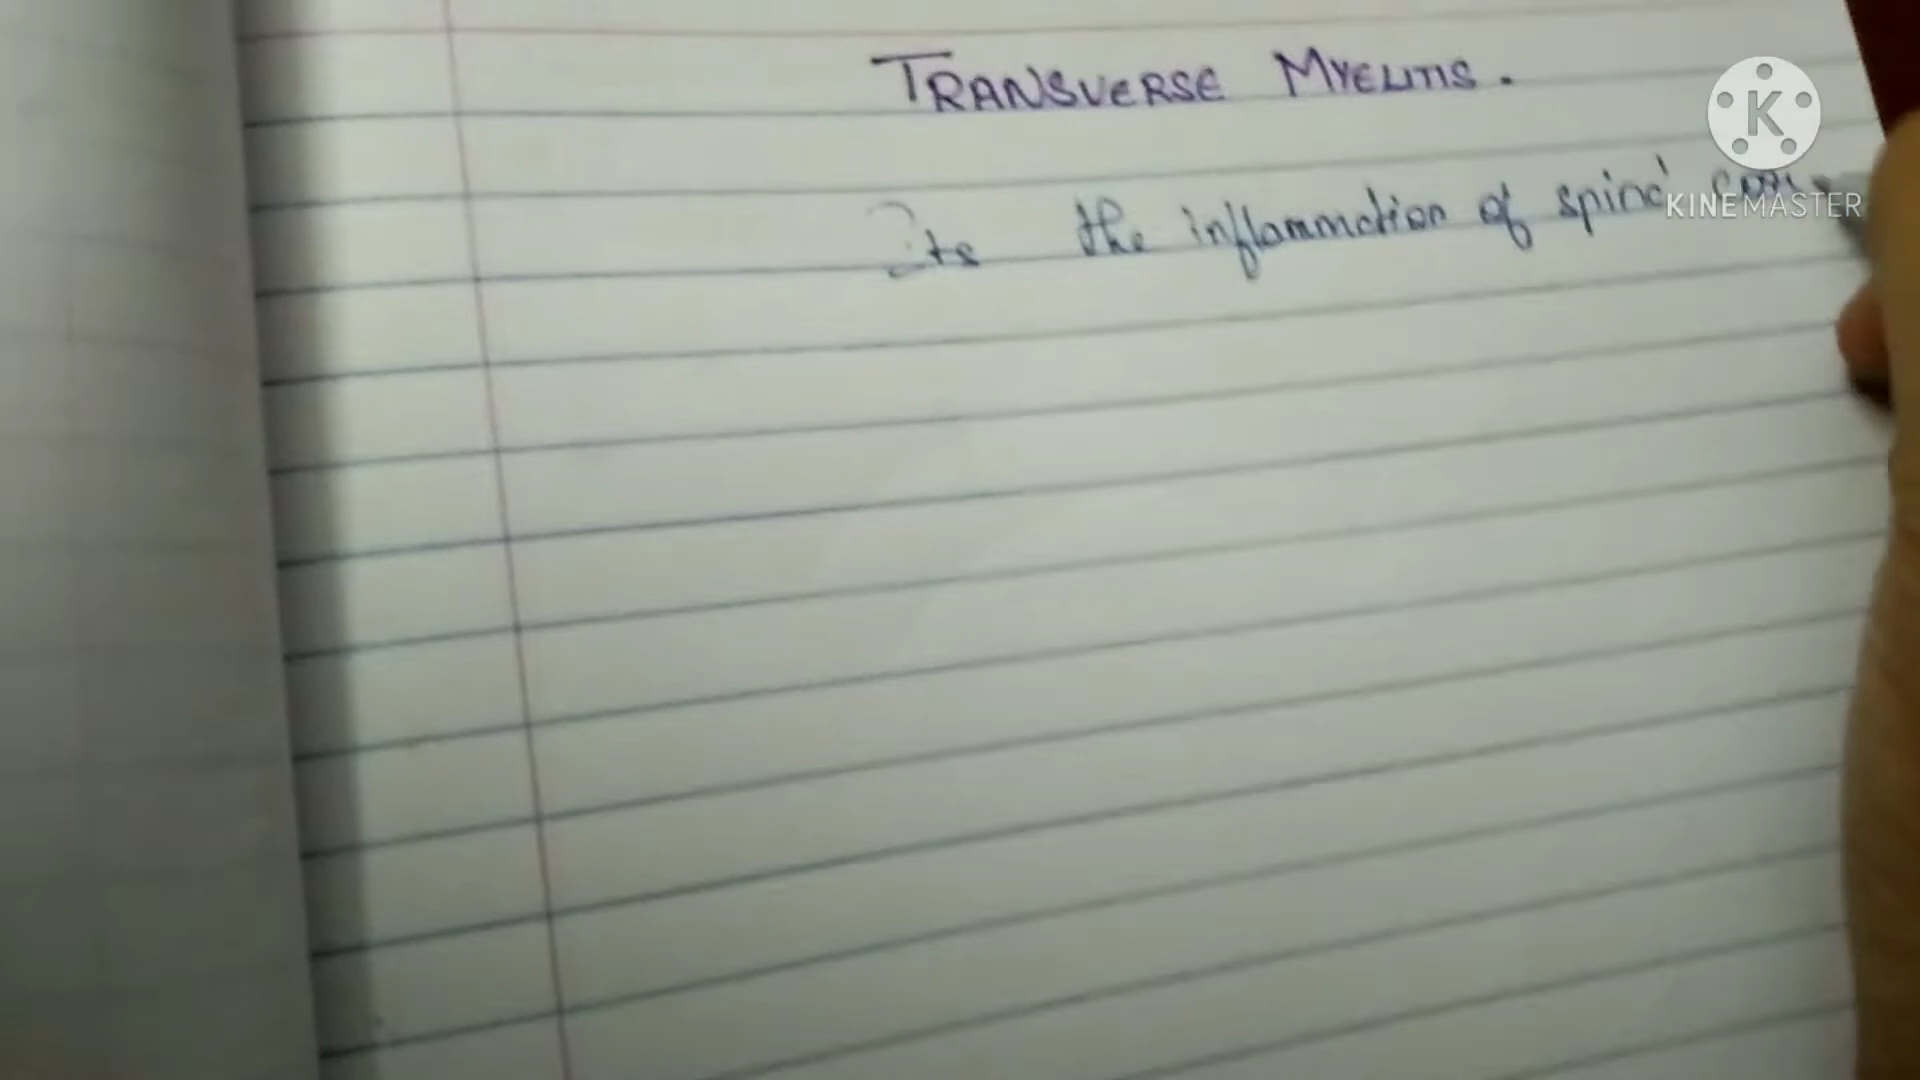 TRANSVERSE MYELITIS.
Its the inflammation of spinal
KINEMASTER